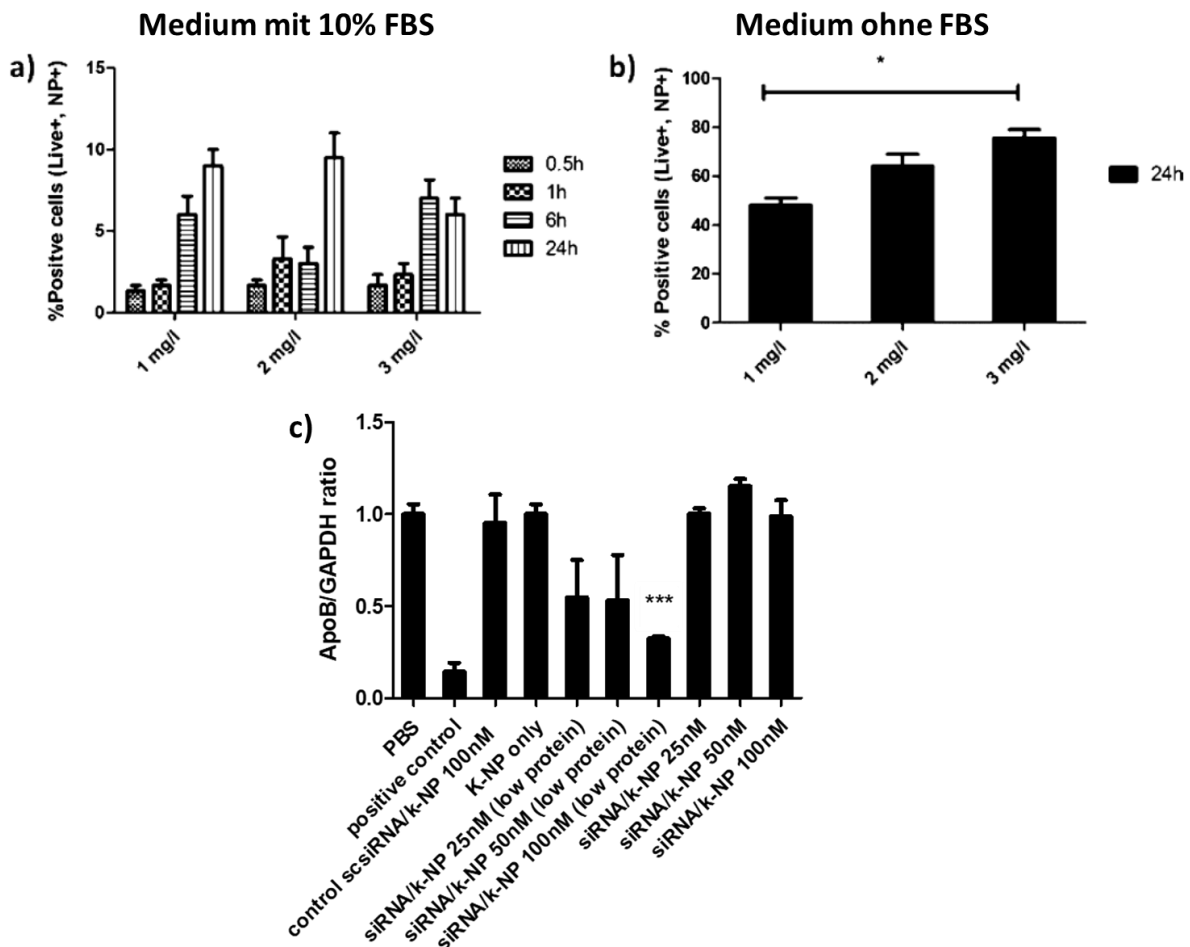 Medium mit 10% FBS
Medium ohne FBS
a)
%Positve cells (Live+, NP+)
15
10
5
0
1 mg/l
2 mg/l
3 mg/l
0.5h
1h
6h
24h
b)
% Positive cells (Live+, NP+)
100
80
60
40
20
0
*
1 mg/l
2 mg/l
3 mg/l
24h
c)
ApoB/GAPDH ratio
1.5
1.0
0.5
0.0
***
PBS
positive control
control scsiRNA/k-NP 100nM
K-NP only
siRNA/k-NP 25nM (low protein)
siRNA/k-NP 50nM (low protein)
siRNA/k-NP 100nM (low protein)
siRNA/k-NP 25nM
siRNA/k-NP 50nM
siRNA/k-NP 100nM